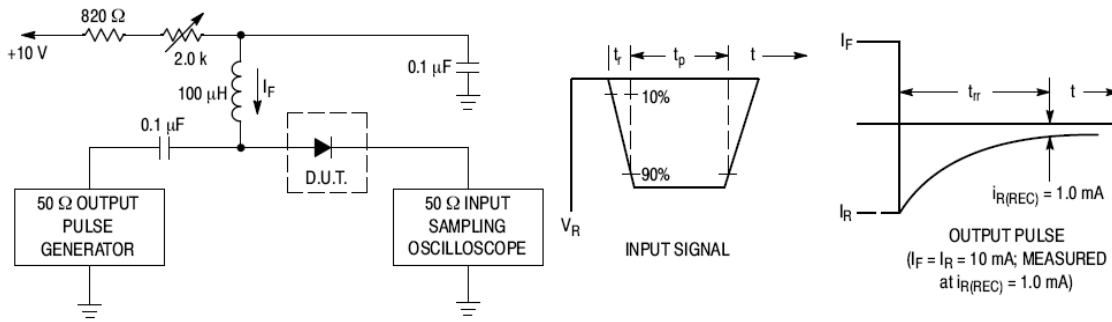 820 Ω
+10 V
2.0 k
100 μH
I_F
0.1 μF
0.1 μF
D.U.T.
50 Ω OUTPUT
PULSE
GENERATOR
50 Ω INPUT
SAMPLING
OSCILLOSCOPE
t_r
t_p
t
10%
90%
V_R
INPUT SIGNAL
I_F
t_rr
t
I_R
i_R(REC) = 1.0 mA
OUTPUT PULSE
(I_F = I_R = 10 mA; MEASURED
at i_R(REC) = 1.0 mA)